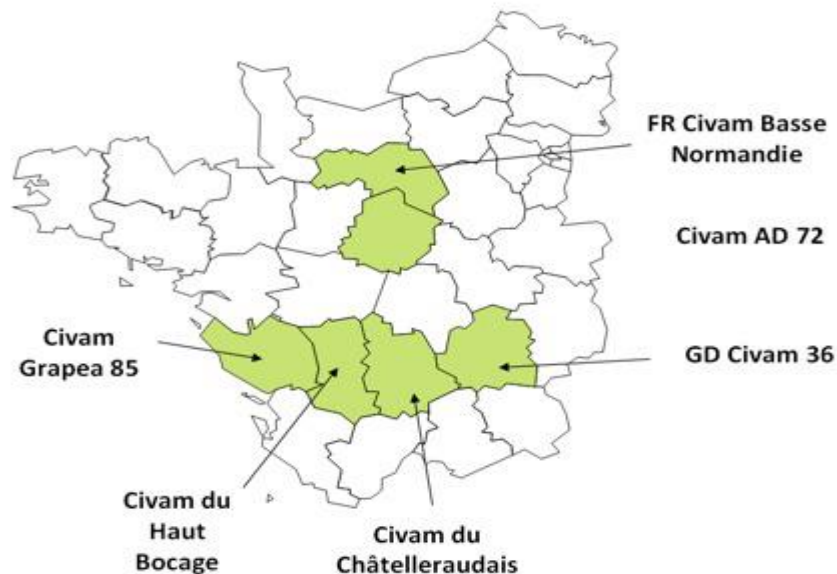 FR Civam Basse
Normandie
Civam AD 72
Civam
Grapea 85
GD Civam 36
Civam du
Haut
Bocage
Civam du
Châtelleraudais